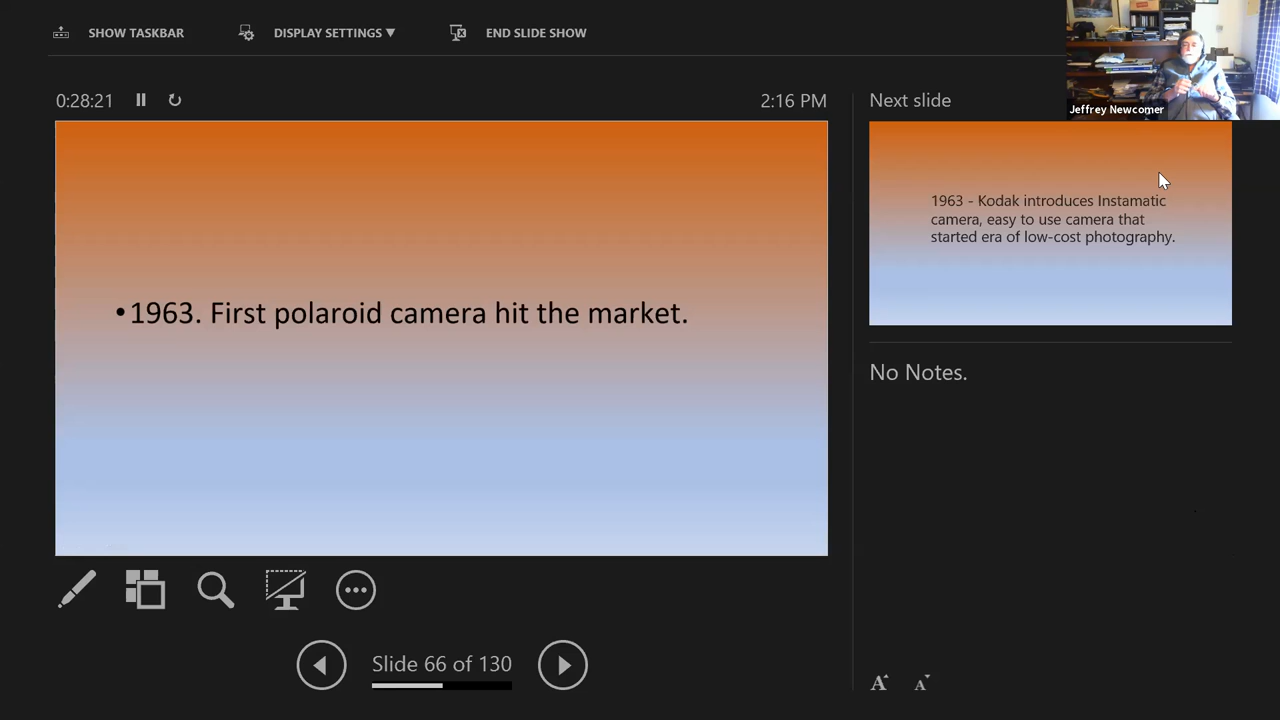 SHOW TASKBAR
DISPLAY SETTINGS ▼
END SLIDE SHOW
0:28:21
2:16 PM
Next slide
Jeffrey Newcomer
•1963. First polaroid camera hit the market.
1963 - Kodak introduces Instamatic
camera, easy to use camera that
started era of low-cost photography.
No Notes.
Slide 66 of 130
A A